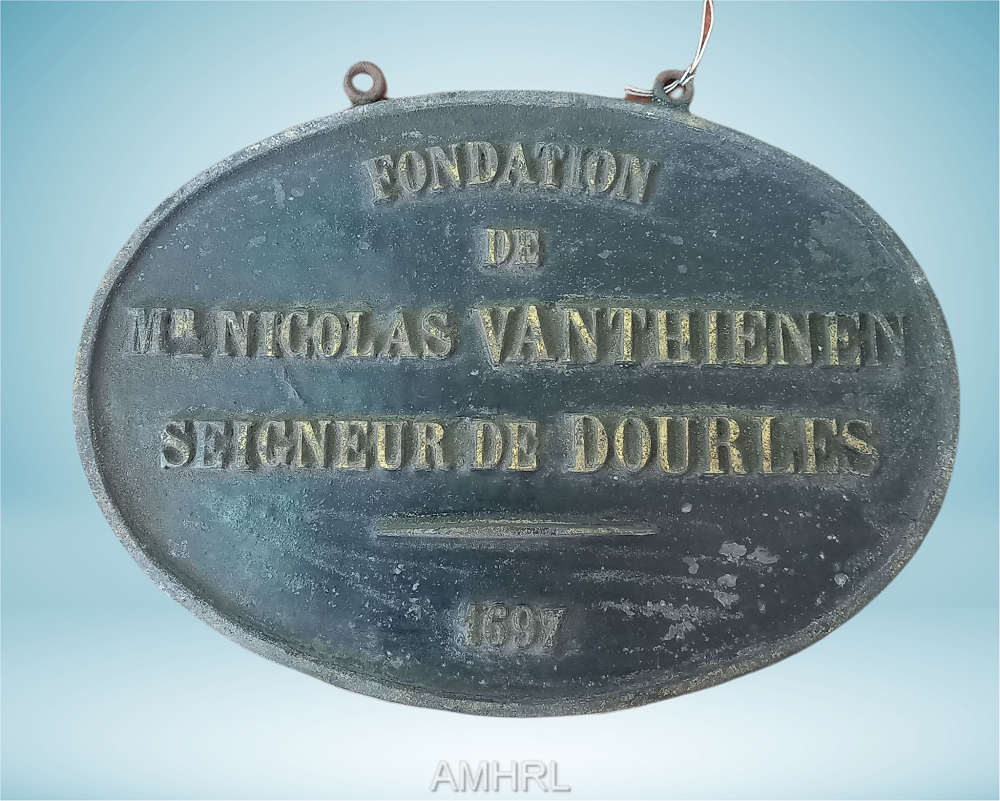 FONDATION
DE
MR NICOLAS VANTHIENEN
SEIGNEUR DE DOURLES
1697
AMHRL